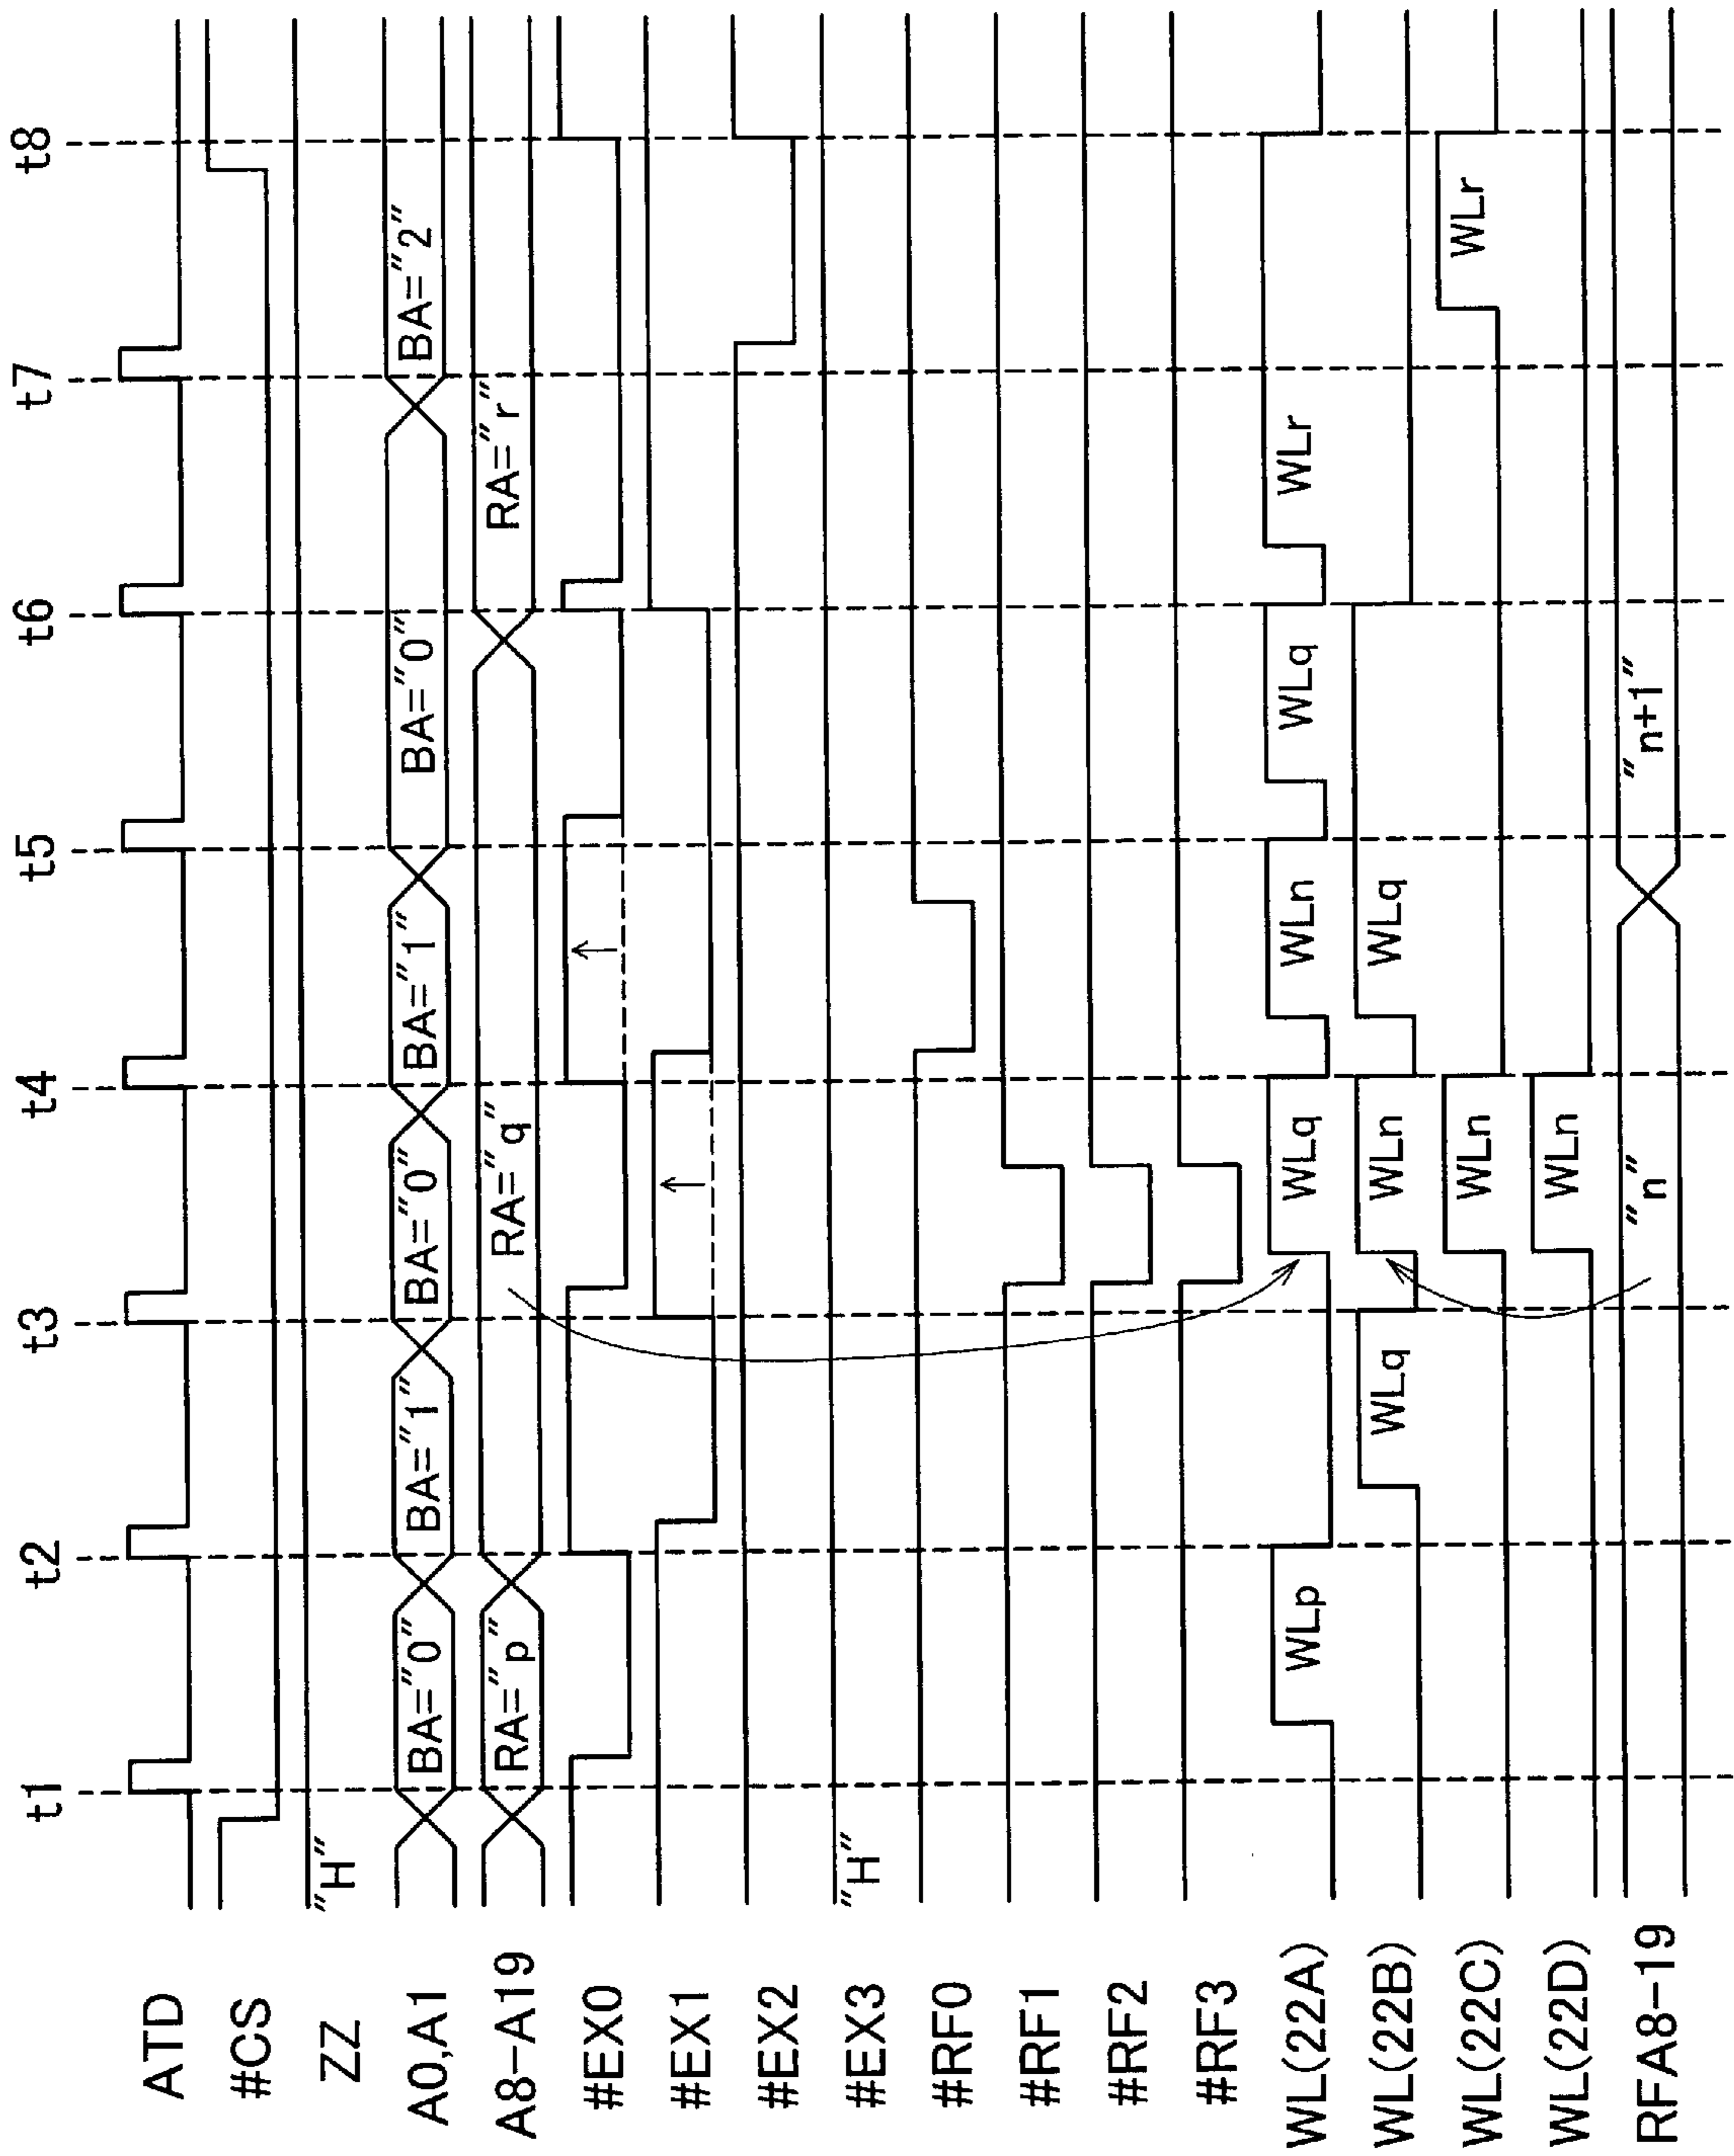 t1 t2 t3 t4 t5 t6 t7 t8
ATD
#CS
ZZ "H"
A0,A1 BA="0" BA="1" BA="0" BA="1" BA="0" BA="2"
A8-A19 RA="p" RA="q" RA="r"
#EX0
#EX1
#EX2
#EX3 "H"
#RF0
#RF1
#RF2
#RF3
WL(22A) WLp WLq WLn WLq WLr
WL(22B) WLq WLn WLq
WL(22C) WLn WLr
WL(22D) WLn
RFA8-19 "n" "n+1"